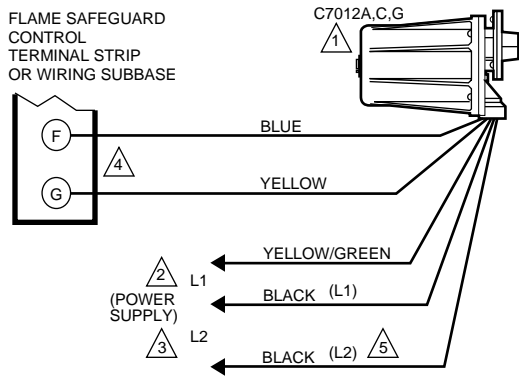 FLAME SAFEGUARD
CONTROL
TERMINAL STRIP
OR WIRING SUBBASE
C7012A,C,G
1
F
BLUE
4
G
YELLOW
YELLOW/GREEN
2 L1
(POWER
SUPPLY)
BLACK (L1)
3 L2
BLACK (L2) 5